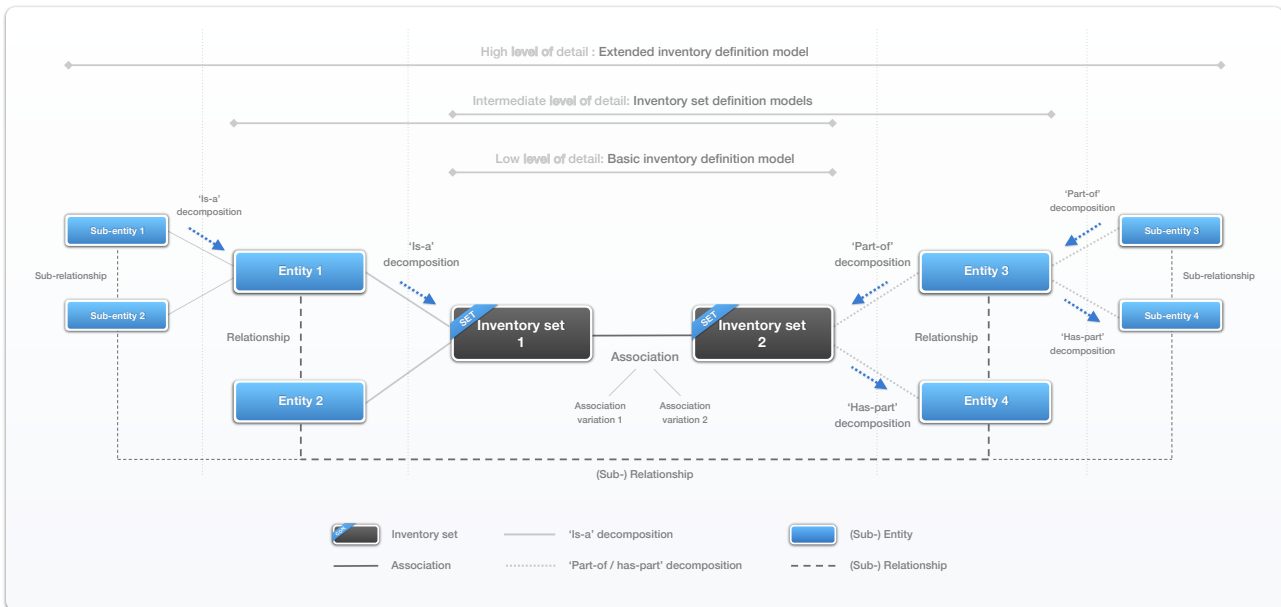 High level of detail : Extended inventory definition model
Intermediate level of detail: Inventory set definition models
Low level of detail: Basic inventory definition model
'Is-a'
decomposition
'Part-of'
decomposition
Sub-entity 1
Sub-entity 3
'Is-a'
decomposition
'Part-of'
decomposition
Entity 1
Entity 3
Sub-relationship
Sub-relationship
Sub-entity 2
Sub-entity 4
SET
Inventory set
1
SET
Inventory set
2
Relationship
Relationship
'Has-part'
decomposition
Association
Entity 2
Entity 4
Association
variation 1
Association
variation 2
'Has-part'
decomposition
(Sub-) Relationship
Inventory set
'Is-a' decomposition
(Sub-) Entity
Association
'Part-of / has-part' decomposition
(Sub-) Relationship